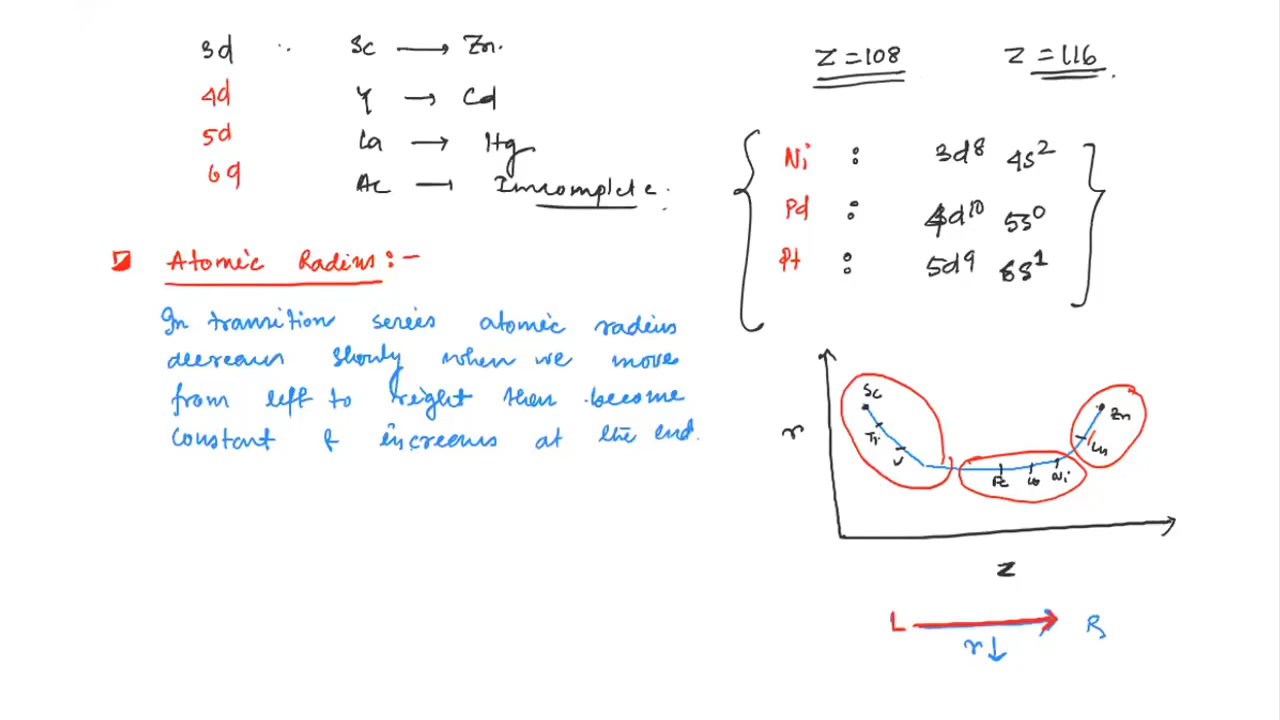 3d : Sc → Zn.
4d Y → Cd
5d La → Hg
6d Ac → Imcomplete.
Z = 108 Z = 116
Ni : 3d8 4s2
Pd : 4d10 5s0
Pt : 5d9 6s1
Atomic Radius :-
In transition series atomic radius
decreases slowly when we move
from left to right then become
constant & increases at the end.
Sc
Ti
V
Fe Co Ni
Cu
Zn
r
Z
L → R
r↓